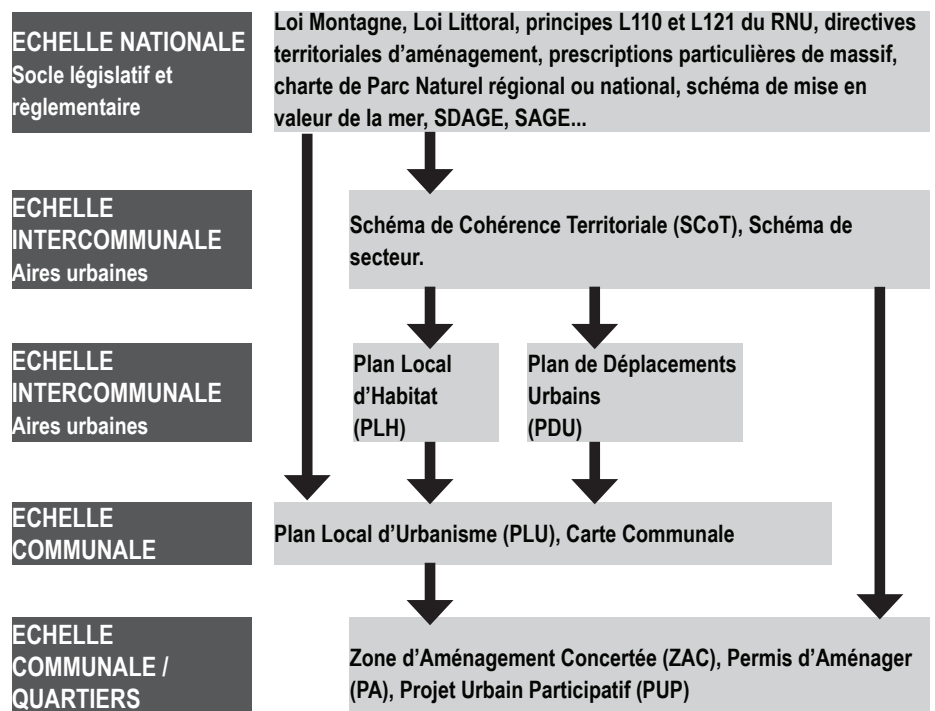 ECHELLE NATIONALE
Socle législatif et
règlementaire
Loi Montagne, Loi Littoral, principes L110 et L121 du RNU, directives
territoriales d’aménagement, prescriptions particulières de massif,
charte de Parc Naturel régional ou national, schéma de mise en
valeur de la mer, SDAGE, SAGE...
ECHELLE
INTERCOMMUNALE
Aires urbaines
Schéma de Cohérence Territoriale (SCoT), Schéma de
secteur.
ECHELLE
INTERCOMMUNALE
Aires urbaines
Plan Local
d’Habitat
(PLH)
Plan de Déplacements
Urbains
(PDU)
ECHELLE
COMMUNALE
Plan Local d’Urbanisme (PLU), Carte Communale
ECHELLE
COMMUNALE /
QUARTIERS
Zone d’Aménagement Concertée (ZAC), Permis d’Aménager
(PA), Projet Urbain Participatif (PUP)